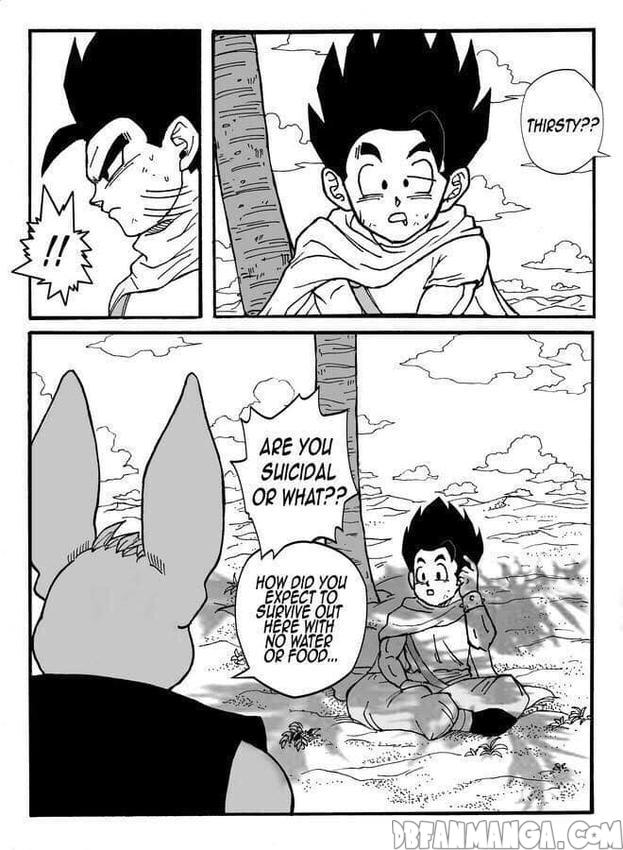 !!
THIRSTY??
ARE YOU
SUICIDAL
OR WHAT??
HOW DID YOU
EXPECT TO
SURVIVE OUT
HERE WITH
NO WATER
OR FOOD...
DBFANMANGA.COM